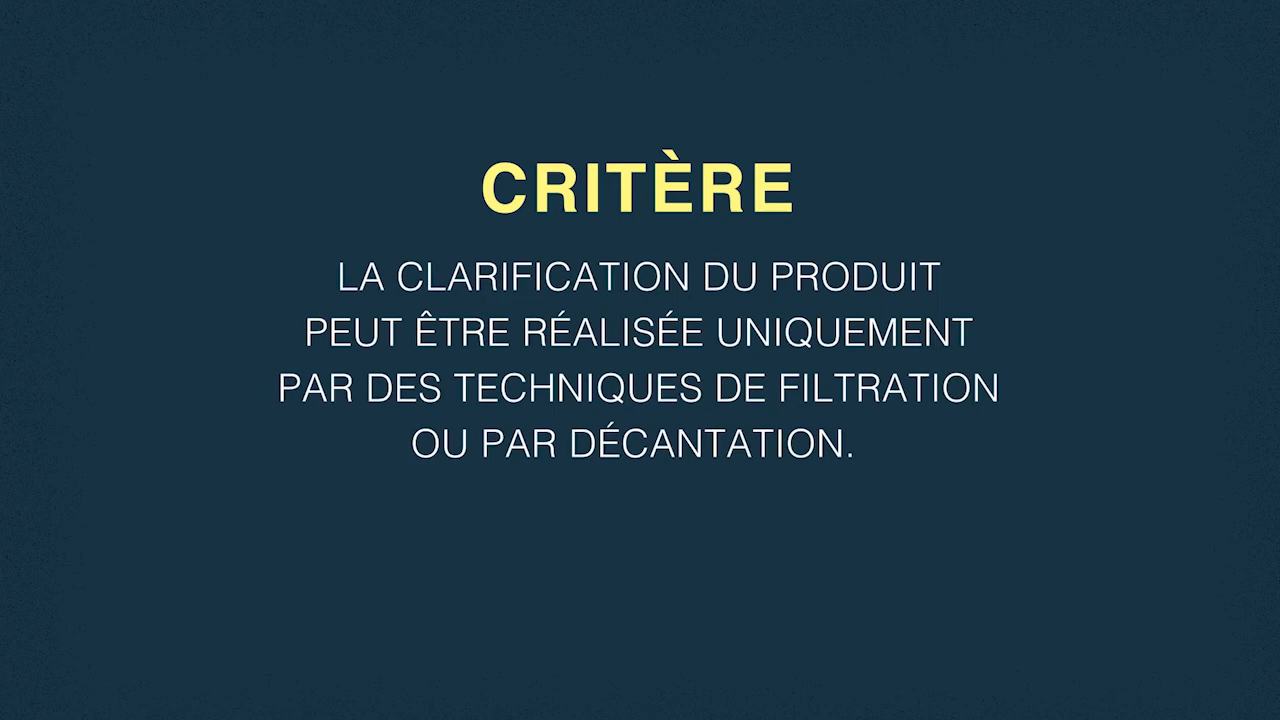 CRITÈRE
LA CLARIFICATION DU PRODUIT
PEUT ÊTRE RÉALISÉE UNIQUEMENT
PAR DES TECHNIQUES DE FILTRATION
OU PAR DÉCANTATION.